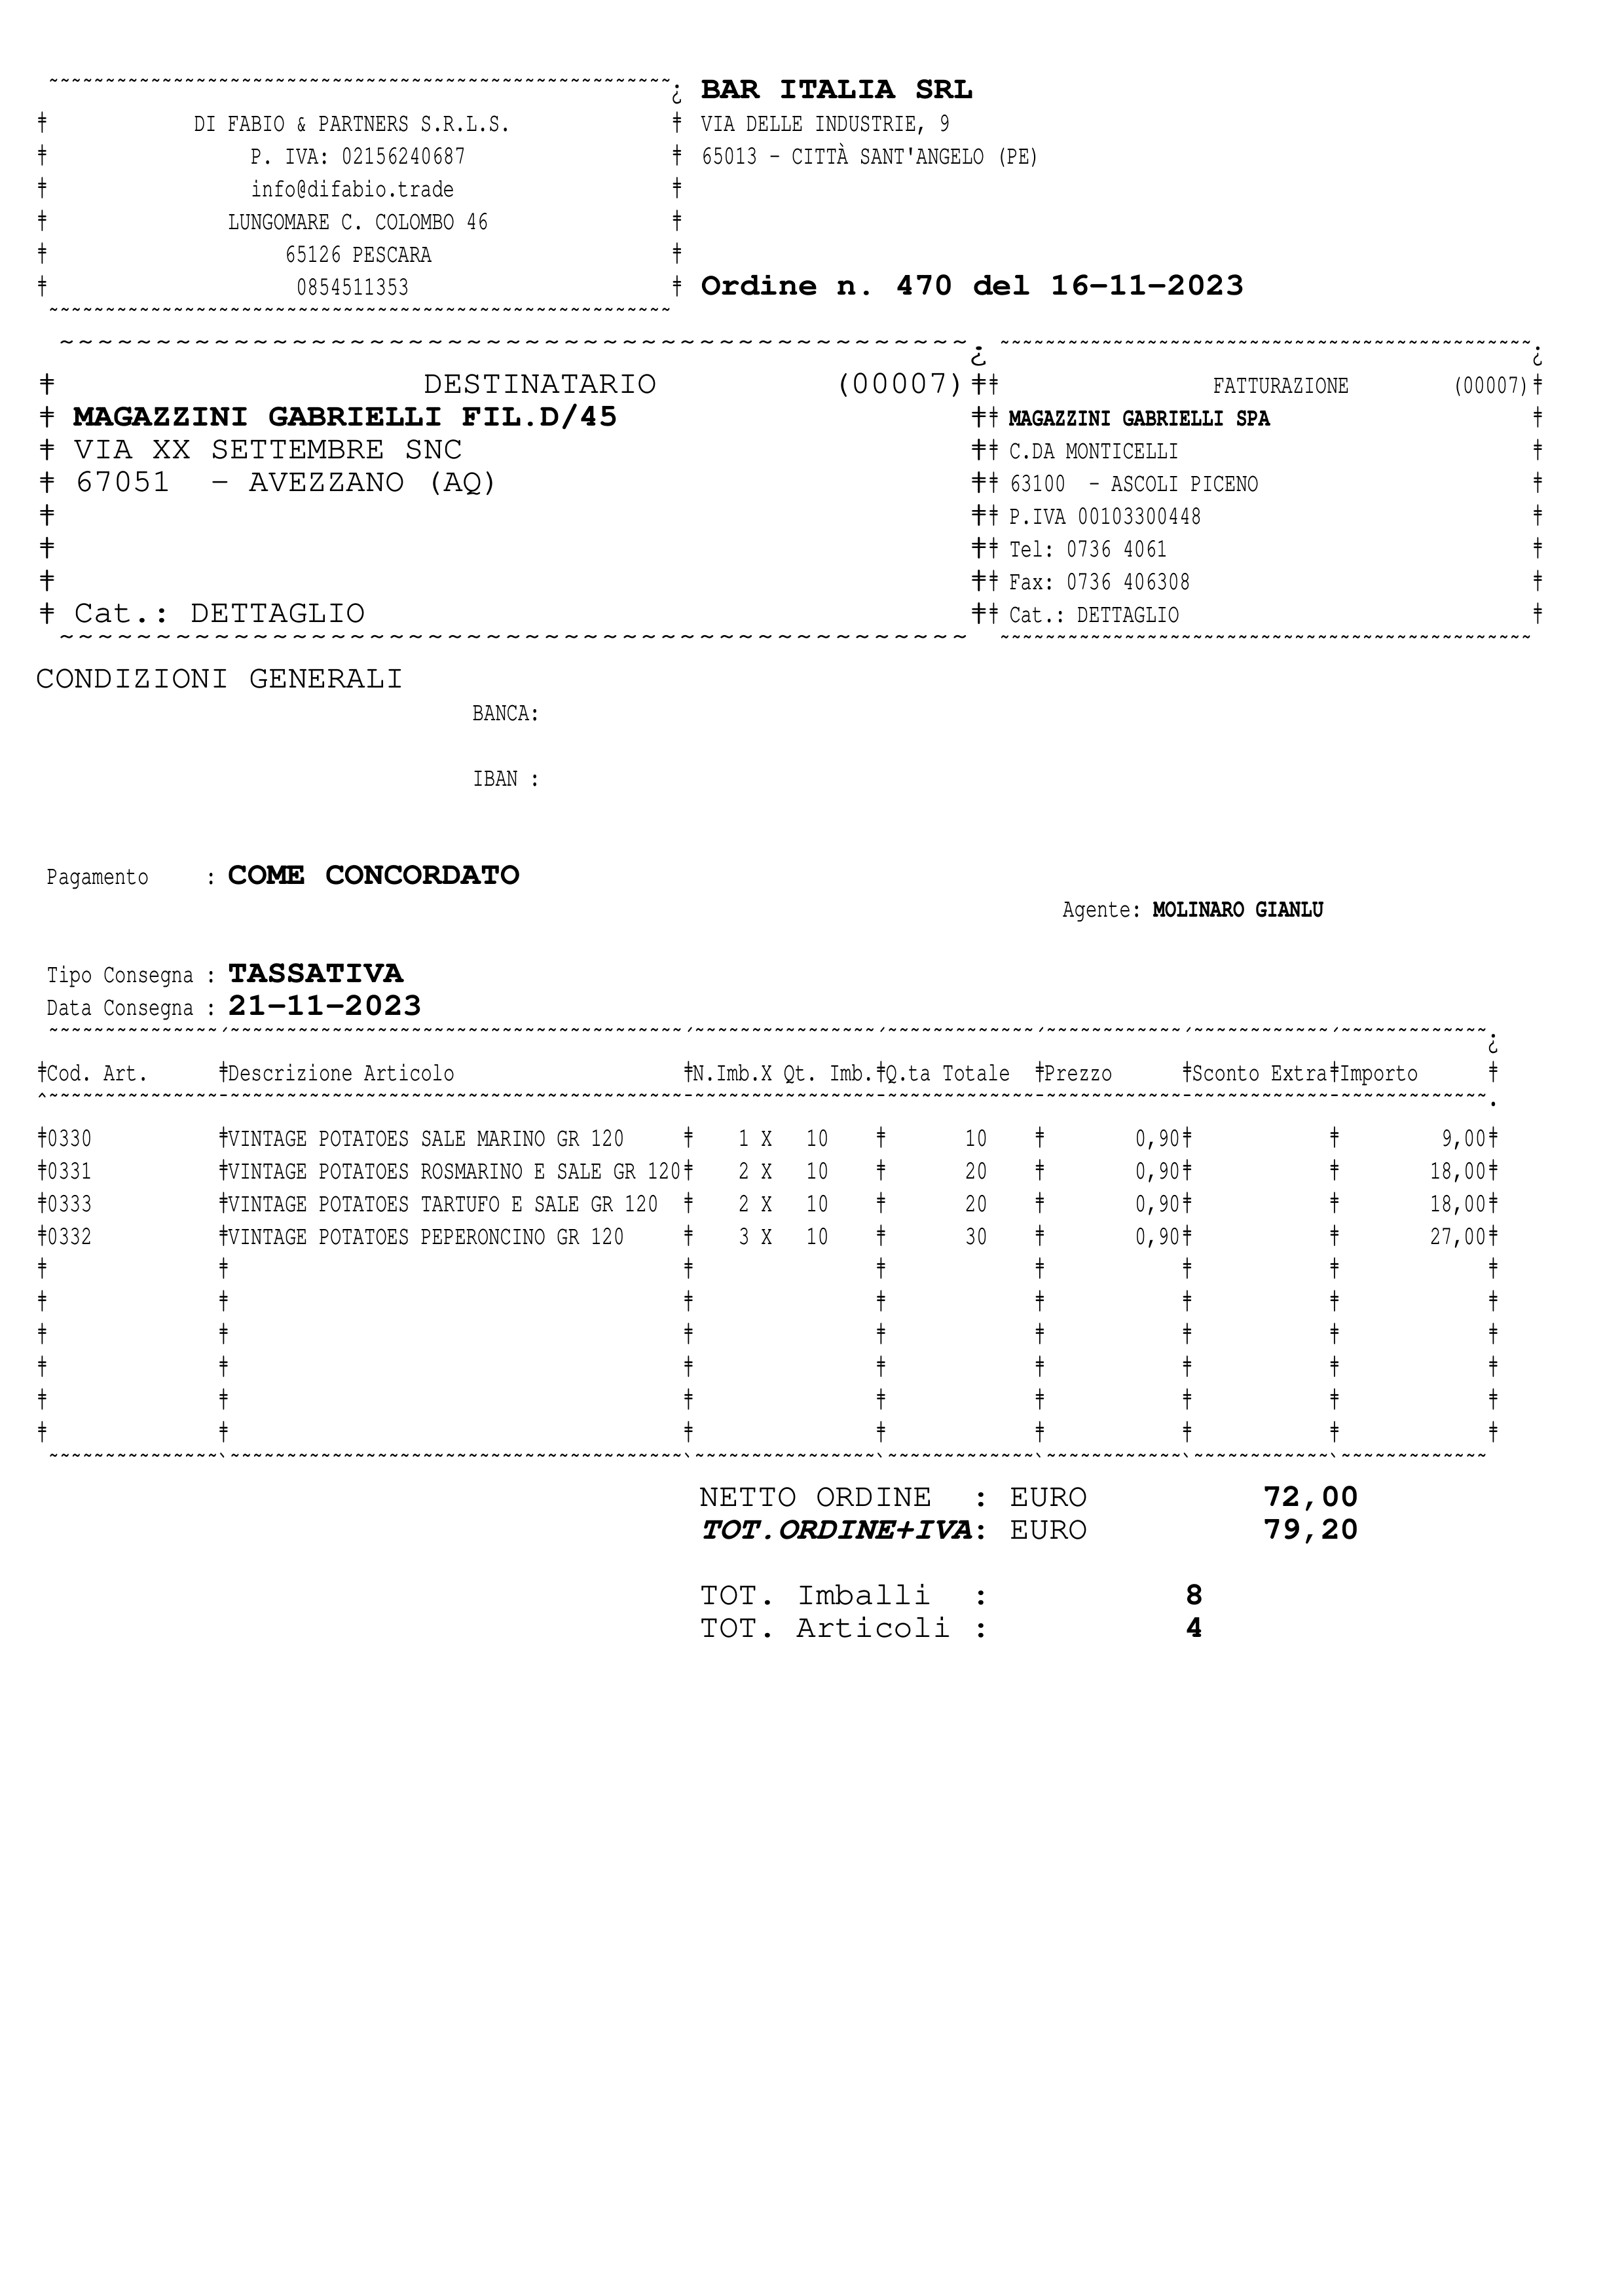 BAR ITALIA SRL
DI FABIO & PARTNERS S.R.L.S.
VIA DELLE INDUSTRIE, 9
P. IVA: 02156240687
65013 - CITTÀ SANT'ANGELO (PE)
info@difabio.trade
LUNGOMARE C. COLOMBO 46
65126 PESCARA
0854511353
Ordine n. 470 del 16-11-2023
DESTINATARIO (00007)
MAGAZZINI GABRIELLI FIL.D/45
VIA XX SETTEMBRE SNC
67051 - AVEZZANO (AQ)
Cat.: DETTAGLIO
FATTURAZIONE (00007)
MAGAZZINI GABRIELLI SPA
C.DA MONTICELLI
63100 - ASCOLI PICENO
P.IVA 00103300448
Tel: 0736 4061
Fax: 0736 406308
Cat.: DETTAGLIO
CONDIZIONI GENERALI
BANCA:
IBAN :
Pagamento : COME CONCORDATO
Agente: MOLINARO GIANLU
Tipo Consegna : TASSATIVA
Data Consegna : 21-11-2023
Cod. Art. Descrizione Articolo N.Imb.X Qt. Imb. Q.ta Totale Prezzo Sconto Extra Importo
0330 VINTAGE POTATOES SALE MARINO GR 120 1 X 10 10 0,90 9,00
0331 VINTAGE POTATOES ROSMARINO E SALE GR 120 2 X 10 20 0,90 18,00
0333 VINTAGE POTATOES TARTUFO E SALE GR 120 2 X 10 20 0,90 18,00
0332 VINTAGE POTATOES PEPERONCINO GR 120 3 X 10 30 0,90 27,00
NETTO ORDINE : EURO 72,00
TOT.ORDINE+IVA: EURO 79,20
TOT. Imballi : 8
TOT. Articoli : 4